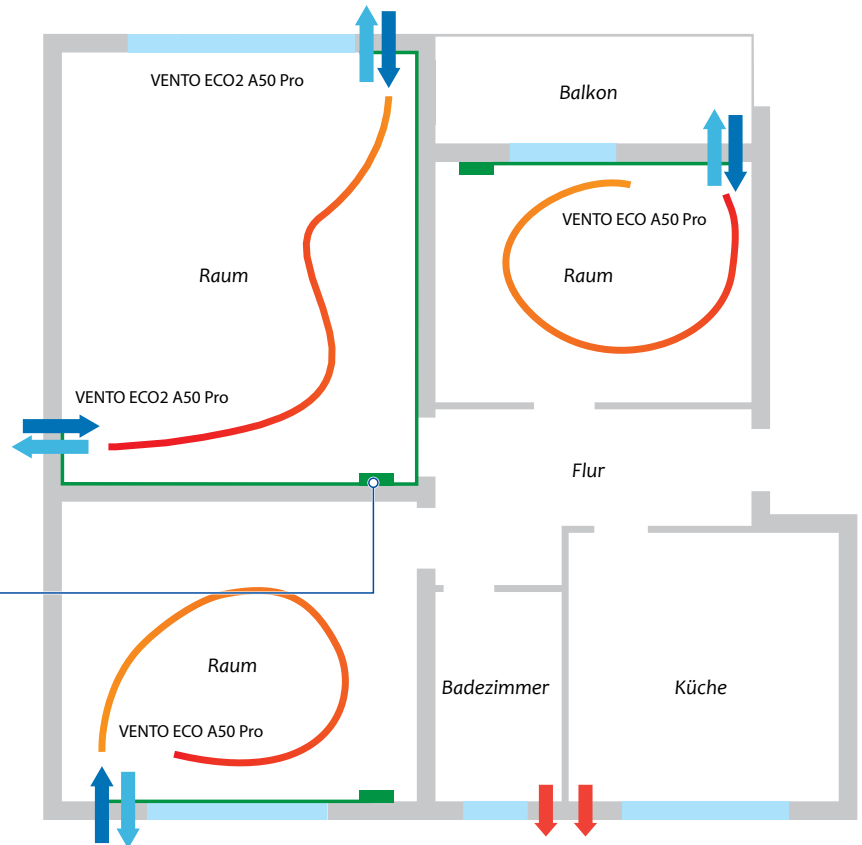 VENTO ECO2 A50 Pro
Balkon
VENTO ECO A50 Pro
Raum
Raum
VENTO ECO2 A50 Pro
Flur
Raum
Badezimmer
Küche
VENTO ECO A50 Pro